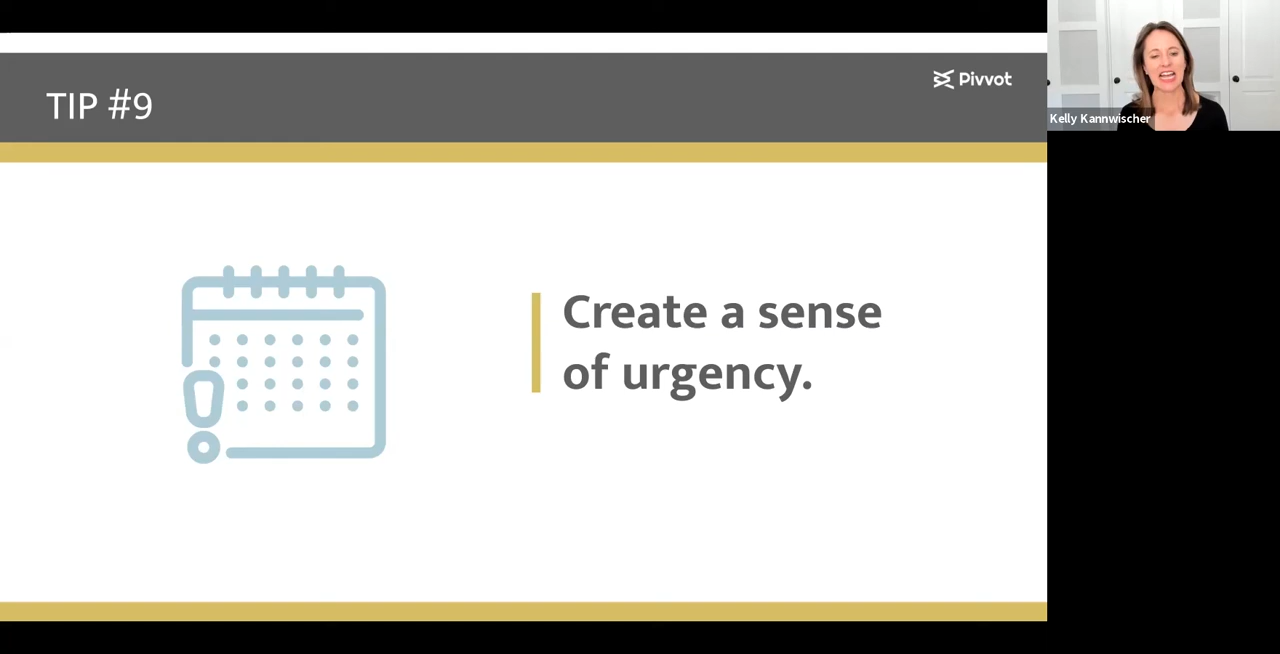 TIP #9
Pivvot
Kelly Kannwischer
Create a sense
of urgency.